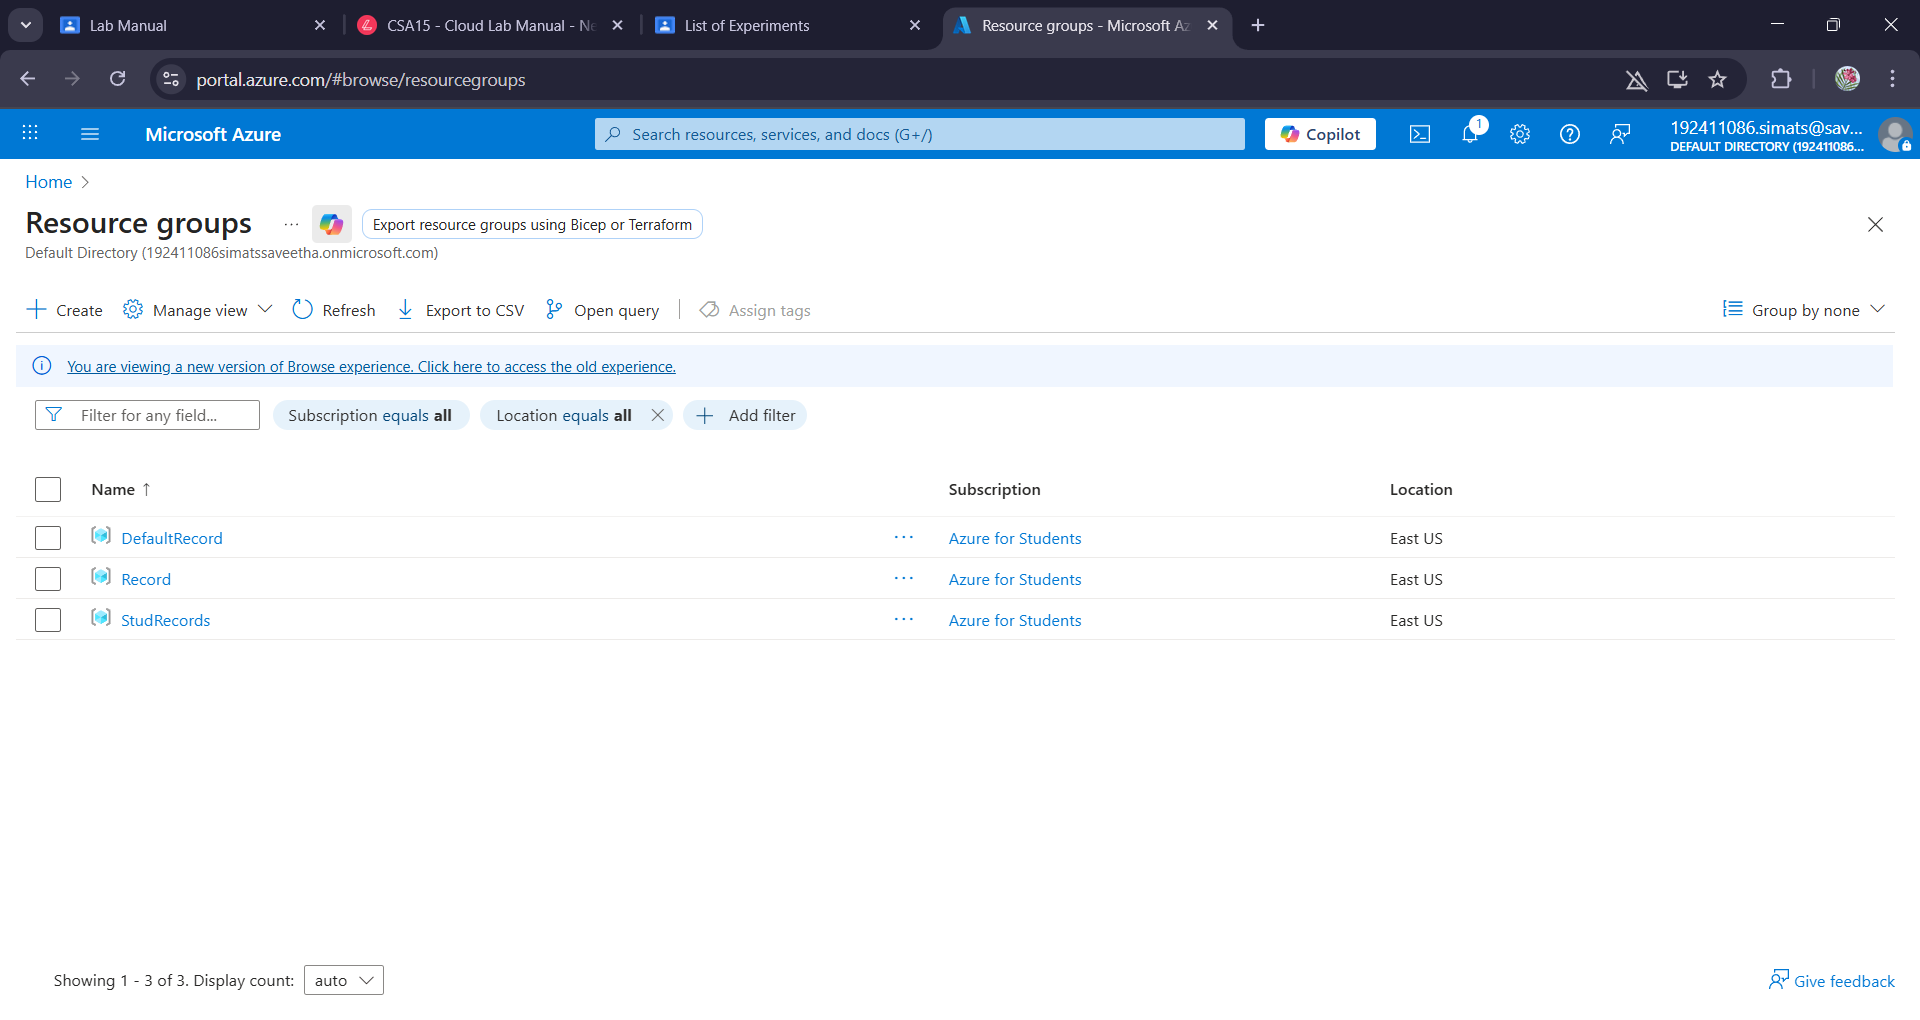 Lab Manual
CSA15 - Cloud Lab Manual - Ne
List of Experiments
Resource groups - Microsoft Az
portal.azure.com/#browse/resourcegroups
Microsoft Azure
Search resources, services, and docs (G+/)
Copilot
1
192411086.simats@sav...
DEFAULT DIRECTORY (192411086...
Home
Resource groups
...
Export resource groups using Bicep or Terraform
Default Directory (192411086simatssaveetha.onmicrosoft.com)
Create
Manage view
Refresh
Export to CSV
Open query
Assign tags
Group by none
You are viewing a new version of Browse experience. Click here to access the old experience.
Filter for any field...
Subscription equals all
Location equals all
Add filter
Name ↑ Subscription Location
DefaultRecord ... Azure for Students East US
Record ... Azure for Students East US
StudRecords ... Azure for Students East US
Showing 1 - 3 of 3. Display count: auto
Give feedback